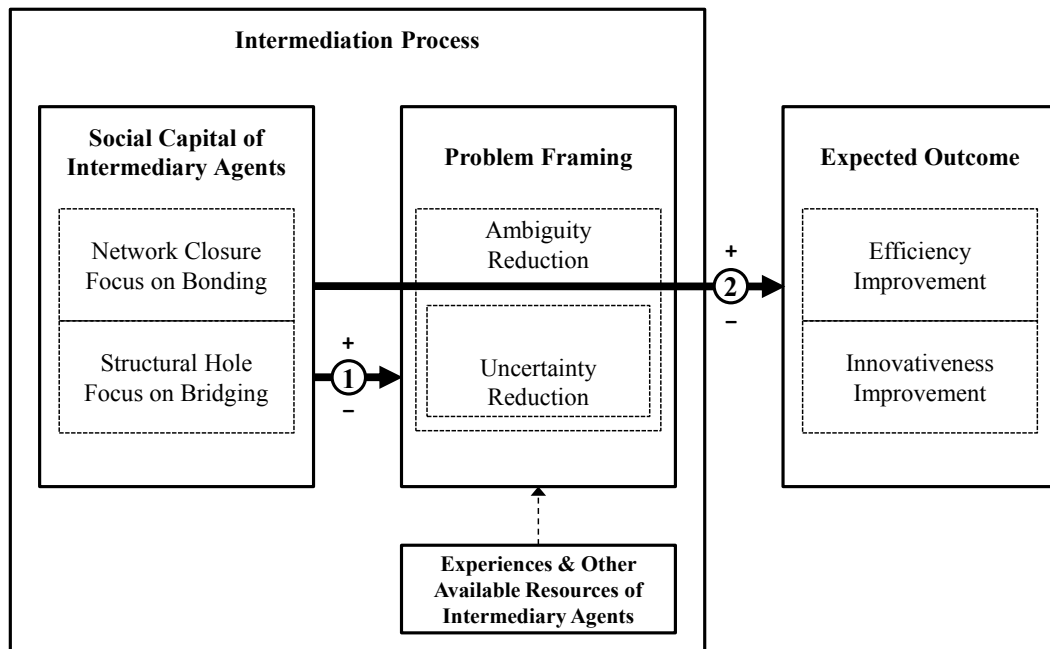 Intermediation Process
Social Capital of
Intermediary Agents
Network Closure
Focus on Bonding
Structural Hole
Focus on Bridging
+
1
−
Problem Framing
Ambiguity
Reduction
Uncertainty
Reduction
Experiences & Other
Available Resources of
Intermediary Agents
+
2
−
Expected Outcome
Efficiency
Improvement
Innovativeness
Improvement